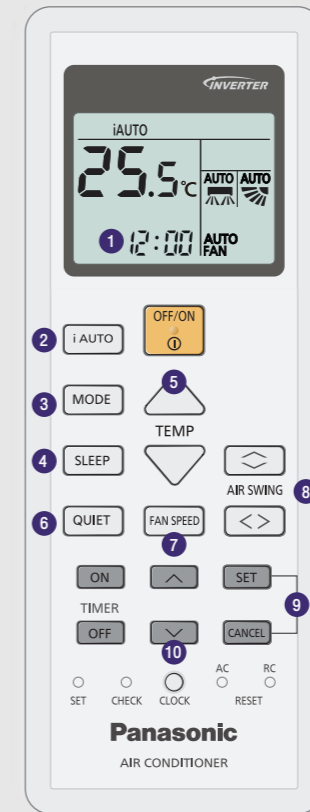 INVERTER
iAUTO
25.5℃ AUTO AUTO
1 12:00 AUTO
FAN
OFF/ON
2 i AUTO
3 MODE 5
TEMP
4 SLEEP
AIR SWING 8
6 QUIET FAN SPEED
7
ON SET
TIMER 9
OFF CANCEL
10
AC RC
SET CHECK CLOCK RESET
Panasonic
AIR CONDITIONER